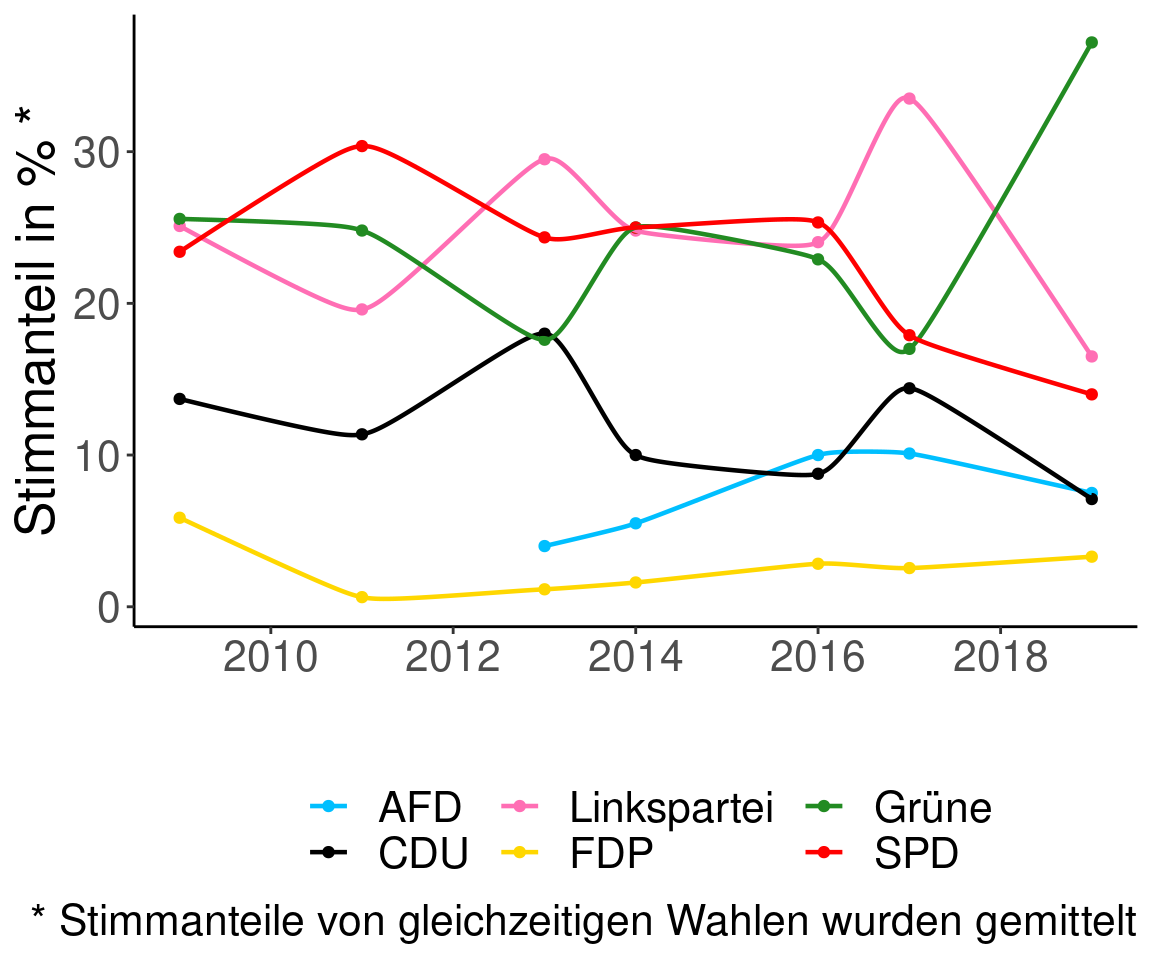 Stimmanteil in % *
30
20
10
0
2010 2012 2014 2016 2018
AFD Linkspartei Grüne
CDU FDP SPD
* Stimmanteile von gleichzeitigen Wahlen wurden gemittelt